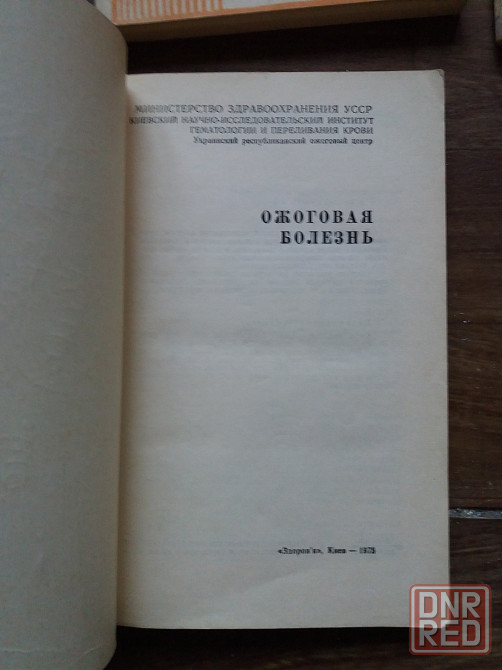 МИНИСТЕРСТВО ЗДРАВООХРАНЕНИЯ УССР
КИЕВСКИЙ НАУЧНО-ИССЛЕДОВАТЕЛЬСКИЙ ИНСТИТУТ
ГЕМАТОЛОГИИ И ПЕРЕЛИВАНИЯ КРОВИ
Украинский республиканский ожоговый центр
ОЖОГОВАЯ
БОЛЕЗНЬ
«Здоров'я», Киев — 1975
DNR
RED